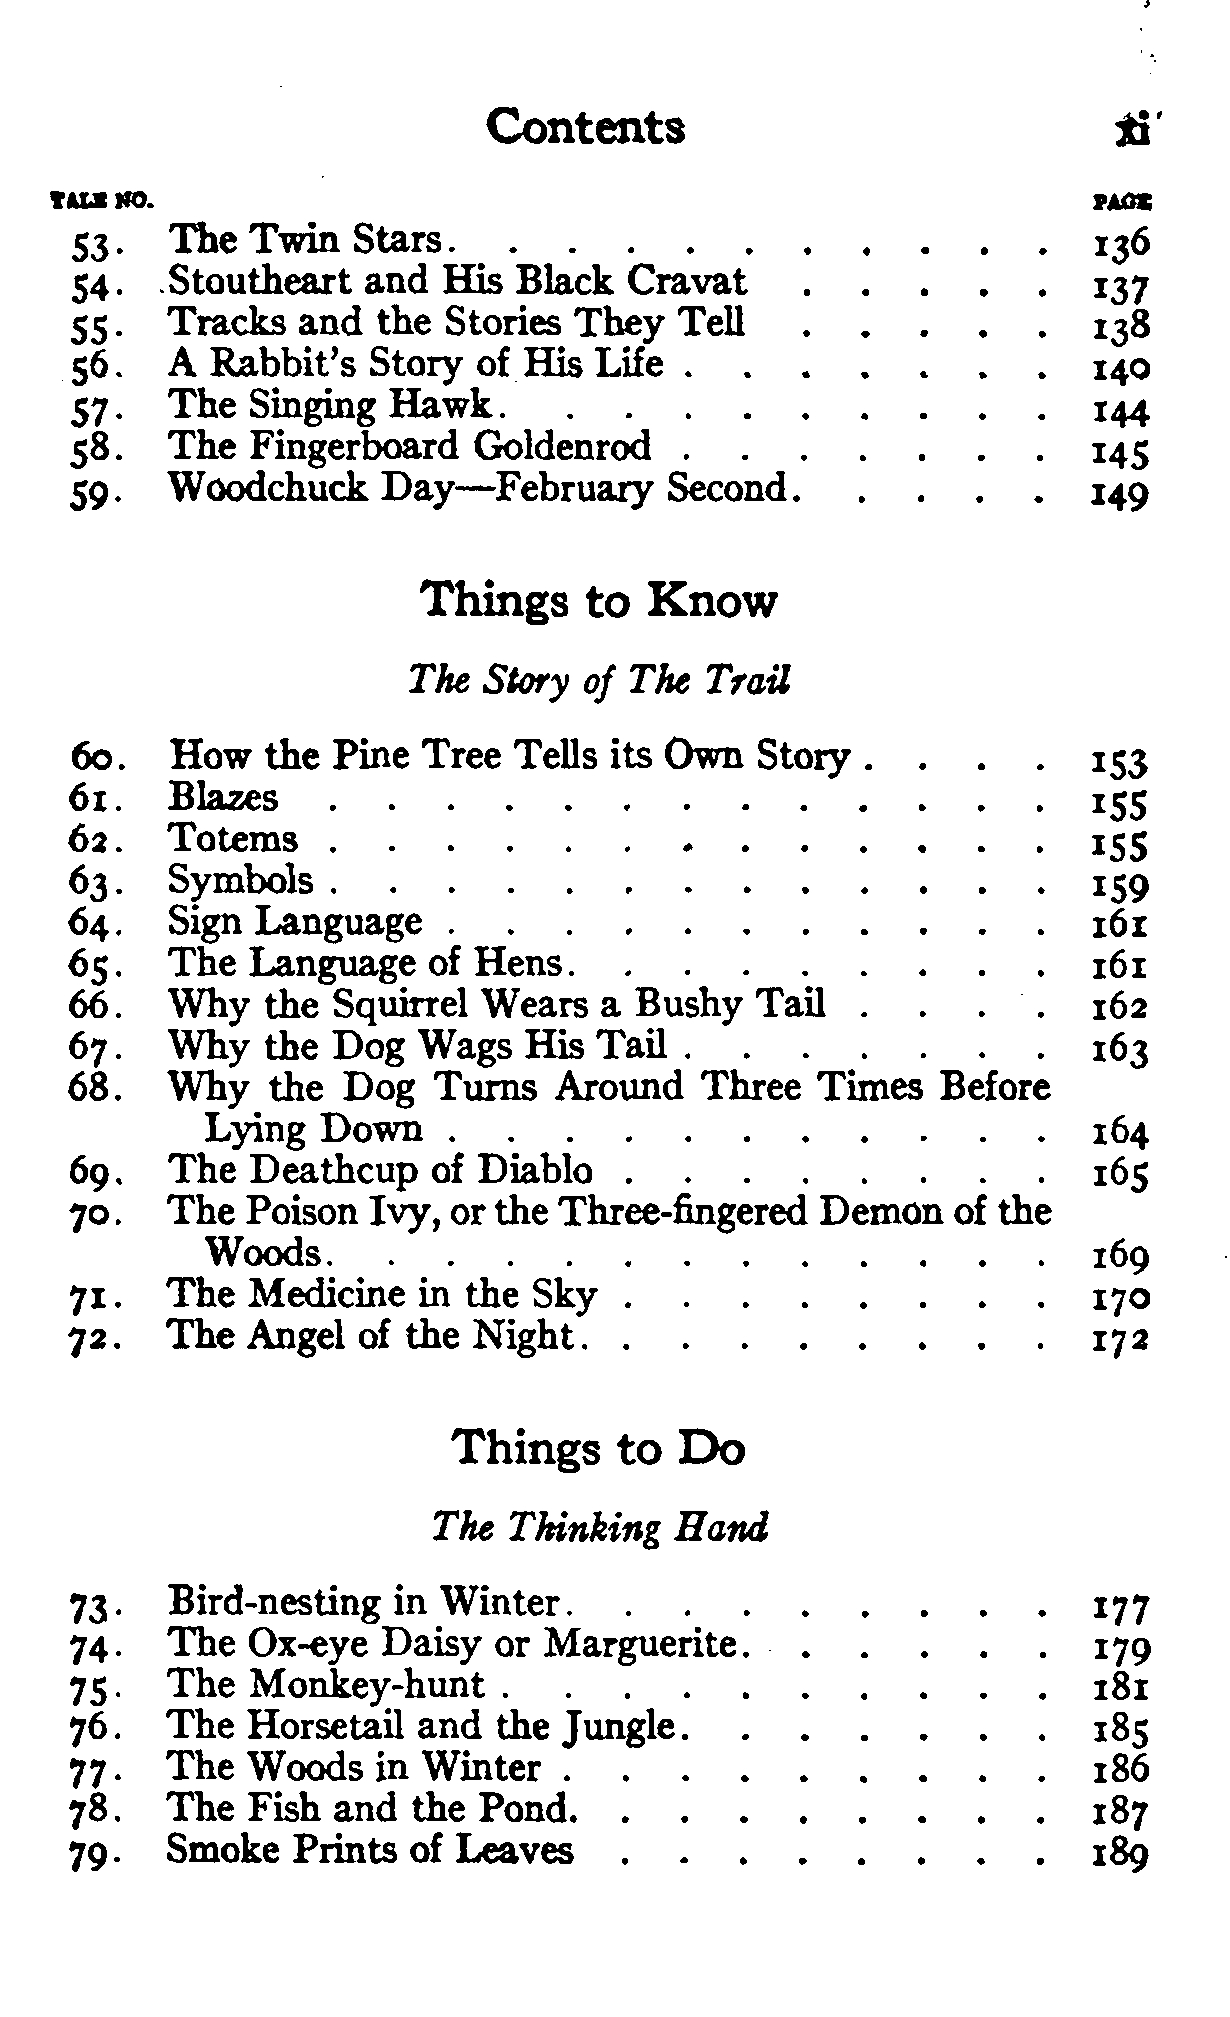 Contents xi
TALE NO. PAGE
53. The Twin Stars . . . . . . . . . . . 136
54. Stoutheart and His Black Cravat . . . . . 137
55. Tracks and the Stories They Tell . . . . . 138
56. A Rabbit's Story of His Life . . . . . . . 140
57. The Singing Hawk . . . . . . . . . . 144
58. The Fingerboard Goldenrod . . . . . . . 145
59. Woodchuck Day—February Second . . . . . 149
Things to Know
The Story of The Trail
60. How the Pine Tree Tells its Own Story . . . . 153
61. Blazes . . . . . . . . . . . . . 155
62. Totems . . . . . . . . . . . . . 155
63. Symbols . . . . . . . . . . . . . 159
64. Sign Language . . . . . . . . . . . 161
65. The Language of Hens . . . . . . . . . 161
66. Why the Squirrel Wears a Bushy Tail . . . . 162
67. Why the Dog Wags His Tail . . . . . . . 163
68. Why the Dog Turns Around Three Times Before
Lying Down . . . . . . . . . . . 164
69. The Deathcup of Diablo . . . . . . . . 165
70. The Poison Ivy, or the Three-fingered Demon of the
Woods . . . . . . . . . . . . . 169
71. The Medicine in the Sky . . . . . . . . 170
72. The Angel of the Night . . . . . . . . . 172
Things to Do
The Thinking Hand
73. Bird-nesting in Winter . . . . . . . . . 177
74. The Ox-eye Daisy or Marguerite . . . . . . 179
75. The Monkey-hunt . . . . . . . . . . 181
76. The Horsetail and the Jungle . . . . . . . 185
77. The Woods in Winter . . . . . . . . . 186
78. The Fish and the Pond . . . . . . . . . 187
79. Smoke Prints of Leaves . . . . . . . . 189